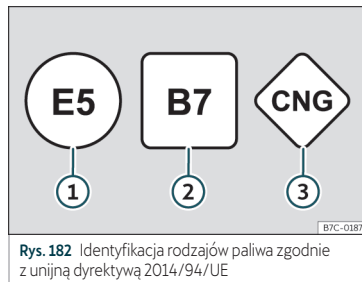 E5 B7 CNG
1 2 3
B7C-0187
Rys. 182 Identyfikacja rodzajów paliwa zgodnie
z unijną dyrektywą 2014/94/UE